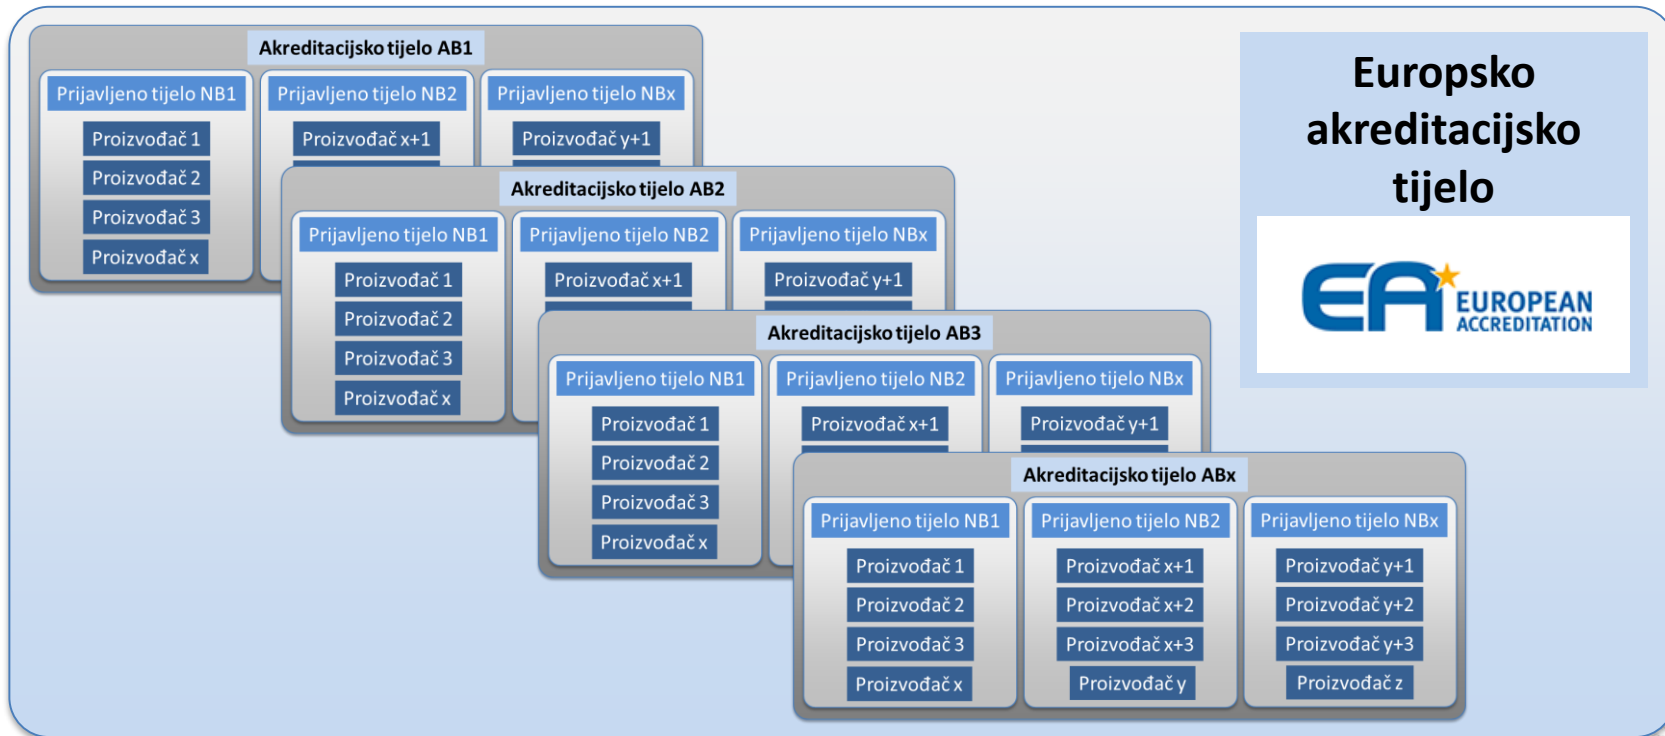 Akreditacijsko tijelo AB1
Prijavljeno tijelo NB1
Proizvođač 1
Proizvođač 2
Proizvođač 3
Proizvođač x
Prijavljeno tijelo NB2
Proizvođač x+1
Prijavljeno tijelo NBx
Proizvođač y+1
Akreditacijsko tijelo AB2
Prijavljeno tijelo NB1
Proizvođač 1
Proizvođač 2
Proizvođač 3
Proizvođač x
Prijavljeno tijelo NB2
Proizvođač x+1
Prijavljeno tijelo NBx
Proizvođač y+1
Akreditacijsko tijelo AB3
Prijavljeno tijelo NB1
Proizvođač 1
Proizvođač 2
Proizvođač 3
Proizvođač x
Prijavljeno tijelo NB2
Proizvođač x+1
Prijavljeno tijelo NBx
Proizvođač y+1
Akreditacijsko tijelo ABx
Prijavljeno tijelo NB1
Proizvođač 1
Proizvođač 2
Proizvođač 3
Proizvođač x
Prijavljeno tijelo NB2
Proizvođač x+1
Proizvođač x+2
Proizvođač x+3
Proizvođač y
Prijavljeno tijelo NBx
Proizvođač y+1
Proizvođač y+2
Proizvođač y+3
Proizvođač z
Europsko
akreditacijsko
tijelo
EA
EUROPEAN
ACCREDITATION